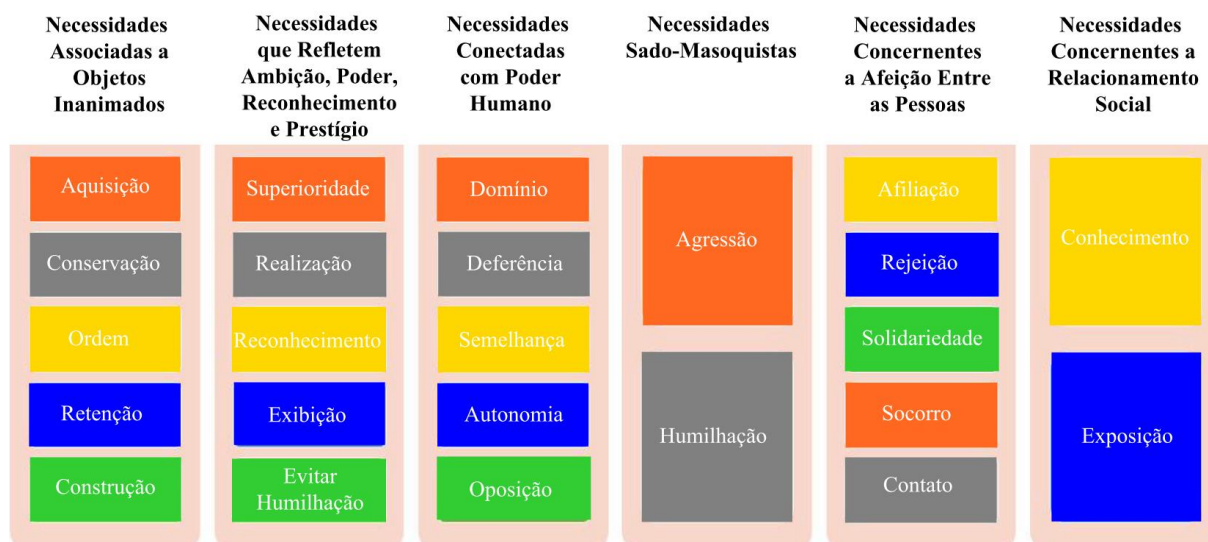 Necessidades
Associadas a
Objetos
Inanimados
Aquisição
Conservação
Ordem
Retenção
Construção
Necessidades
que Refletem
Ambição, Poder,
Reconhecimento
e Prestígio
Superioridade
Realização
Reconhecimento
Exibição
Evitar
Humilhação
Necessidades
Conectadas
com Poder
Humano
Domínio
Deferência
Semelhança
Autonomia
Oposição
Necessidades
Sado-Masoquistas
Agressão
Humilhação
Necessidades
Concernentes
a Afeição Entre
as Pessoas
Afiliação
Rejeição
Solidariedade
Socorro
Contato
Necessidades
Concernentes a
Relacionamento
Social
Conhecimento
Exposição